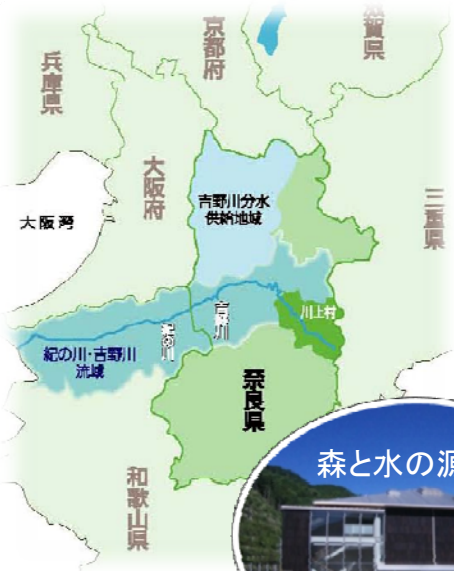 京都府
滋賀県
兵庫県
大阪府
吉野川分水
供給地域
三重県
大阪湾
川上村
吉野川
紀の川
紀の川・吉野川
流域
奈良県
和歌山県
森と水の源